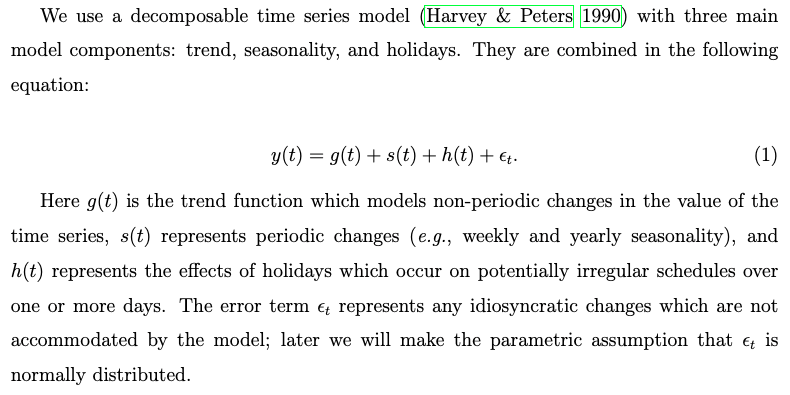 We use a decomposable time series model (Harvey & Peters 1990) with three main
model components: trend, seasonality, and holidays. They are combined in the following
equation:
y(t) = g(t) + s(t) + h(t) + ϵₜ. (1)
Here g(t) is the trend function which models non-periodic changes in the value of the
time series, s(t) represents periodic changes (e.g., weekly and yearly seasonality), and
h(t) represents the effects of holidays which occur on potentially irregular schedules over
one or more days. The error term ϵₜ represents any idiosyncratic changes which are not
accommodated by the model; later we will make the parametric assumption that ϵₜ is
normally distributed.